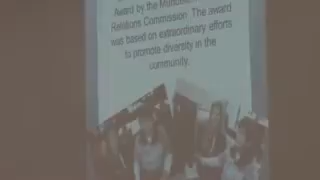 Award by the
Relations Commission. The award
was based on extraordinary efforts
to promote diversity in the
community.